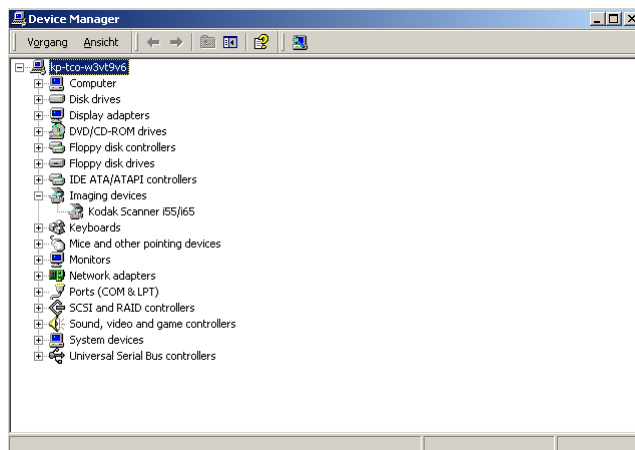 Device Manager
Vorgang Ansicht
kp-tco-w3vt9v6
Computer
Disk drives
Display adapters
DVD/CD-ROM drives
Floppy disk controllers
Floppy disk drives
IDE ATA/ATAPI controllers
Imaging devices
Kodak Scanner i55/i65
Keyboards
Mice and other pointing devices
Monitors
Network adapters
Ports (COM & LPT)
SCSI and RAID controllers
Sound, video and game controllers
System devices
Universal Serial Bus controllers